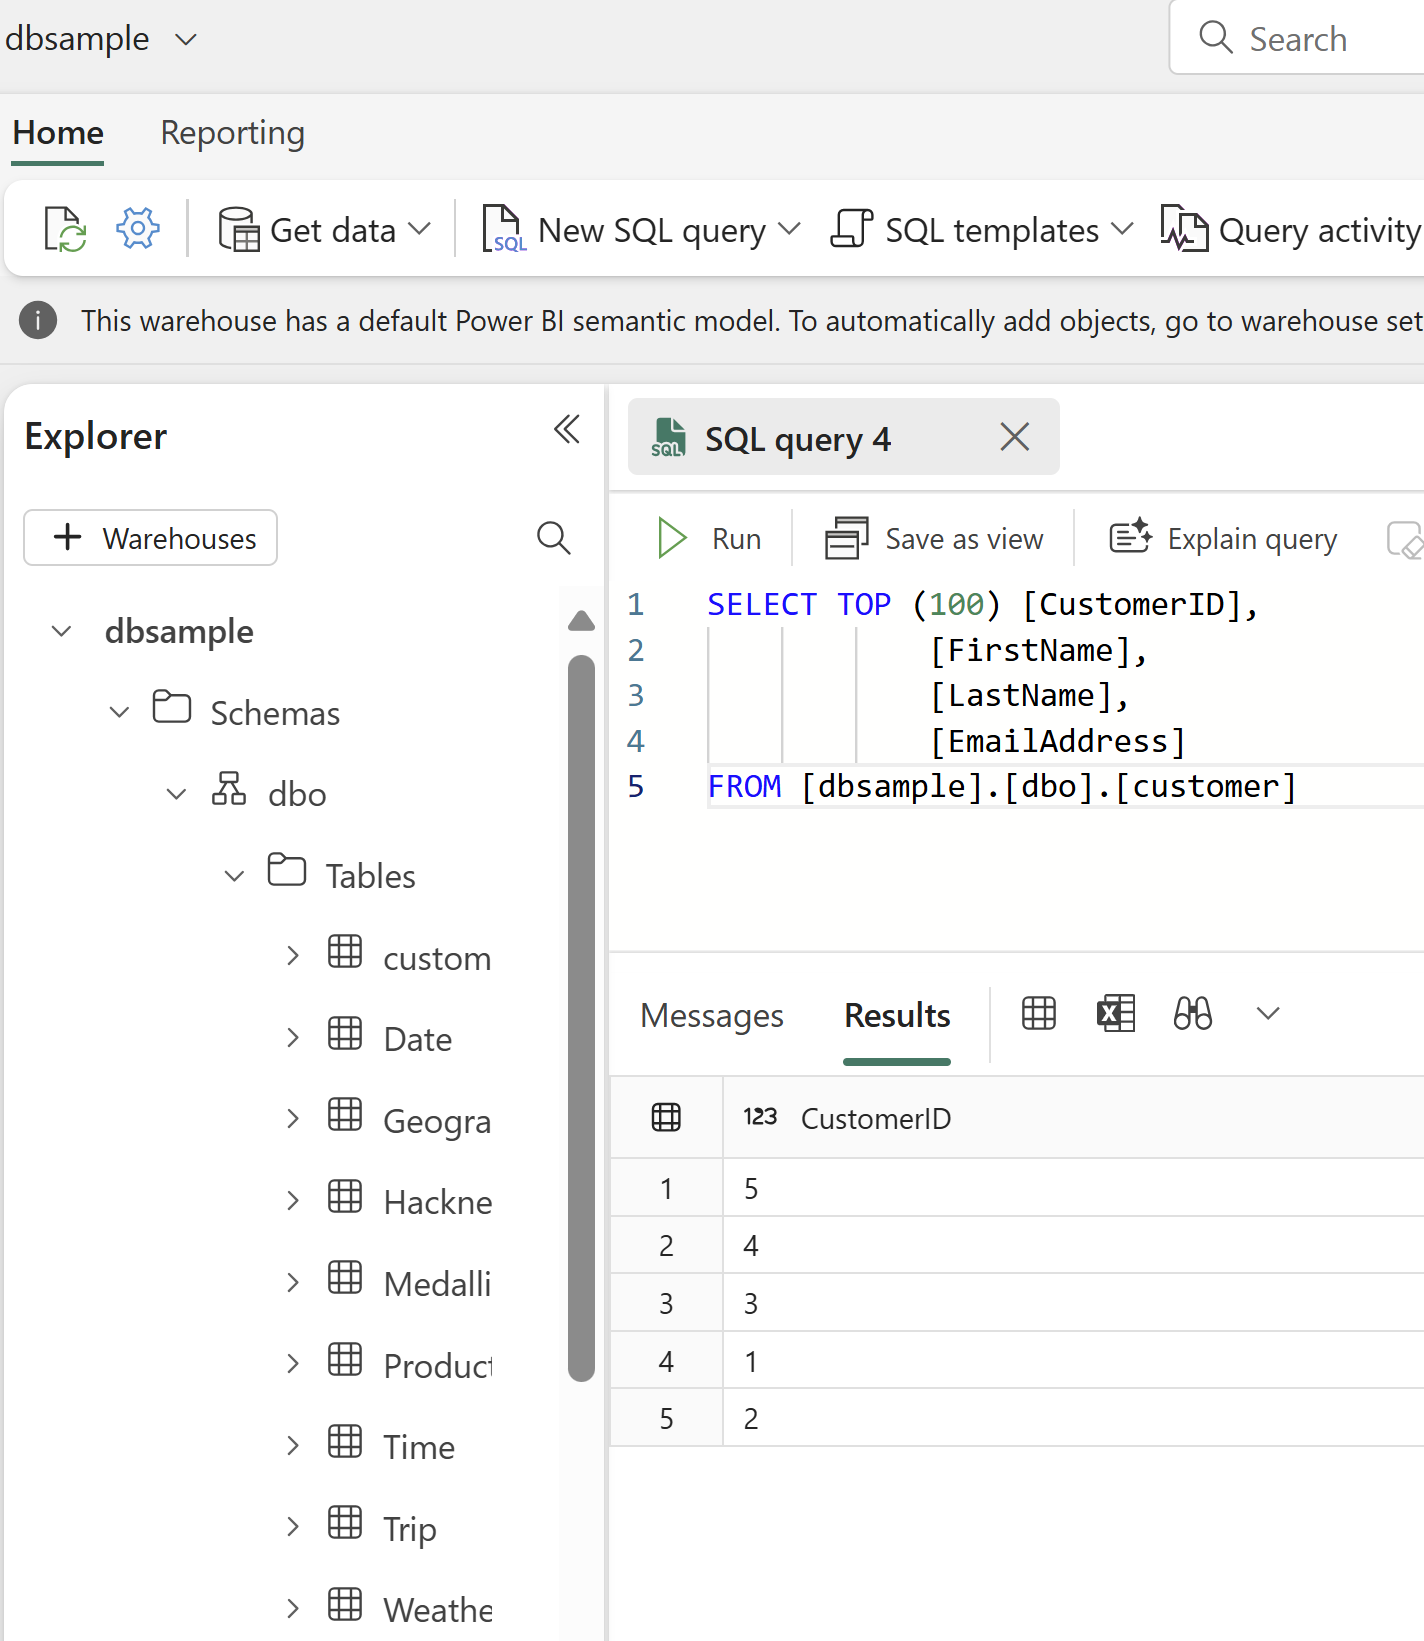 dbsample
Search
Home Reporting
Get data SQL New SQL query SQL templates Query activity
This warehouse has a default Power BI semantic model. To automatically add objects, go to warehouse set
Explorer
+ Warehouses
dbsample
Schemas
dbo
Tables
custom
Date
Geogra
Hackne
Medalli
Product
Time
Trip
Weathe
SQL SQL query 4
Run Save as view Explain query
1 SELECT TOP (100) [CustomerID],
2 [FirstName],
3 [LastName],
4 [EmailAddress]
5 FROM [dbsample].[dbo].[customer]
Messages Results
123 CustomerID
1 5
2 4
3 3
4 1
5 2